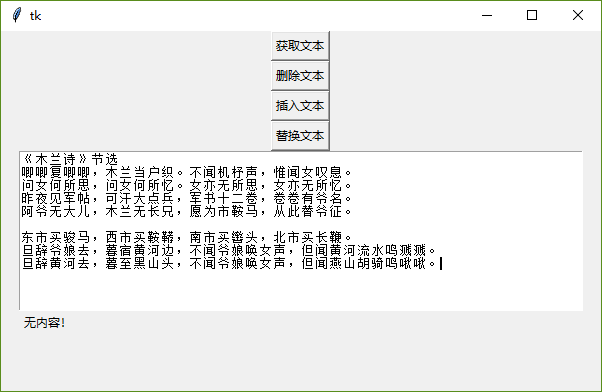 tk
获取文本
删除文本
插入文本
替换文本
《木兰诗》节选
唧唧复唧唧，木兰当户织。不闻机杼声，惟闻女叹息。
问女何所思，问女何所忆。女亦无所思，女亦无所忆。
昨夜见军帖，可汗大点兵，军书十二卷，卷卷有爷名。
阿爷无大儿，木兰无长兄，愿为市鞍马，从此替爷征。
东市买骏马，西市买鞍鞯，南市买辔头，北市买长鞭。
旦辞爷娘去，暮宿黄河边，不闻爷娘唤女声，但闻黄河流水鸣溅溅。
旦辞黄河去，暮至黑山头，不闻爷娘唤女声，但闻燕山胡骑鸣啾啾。
无内容！